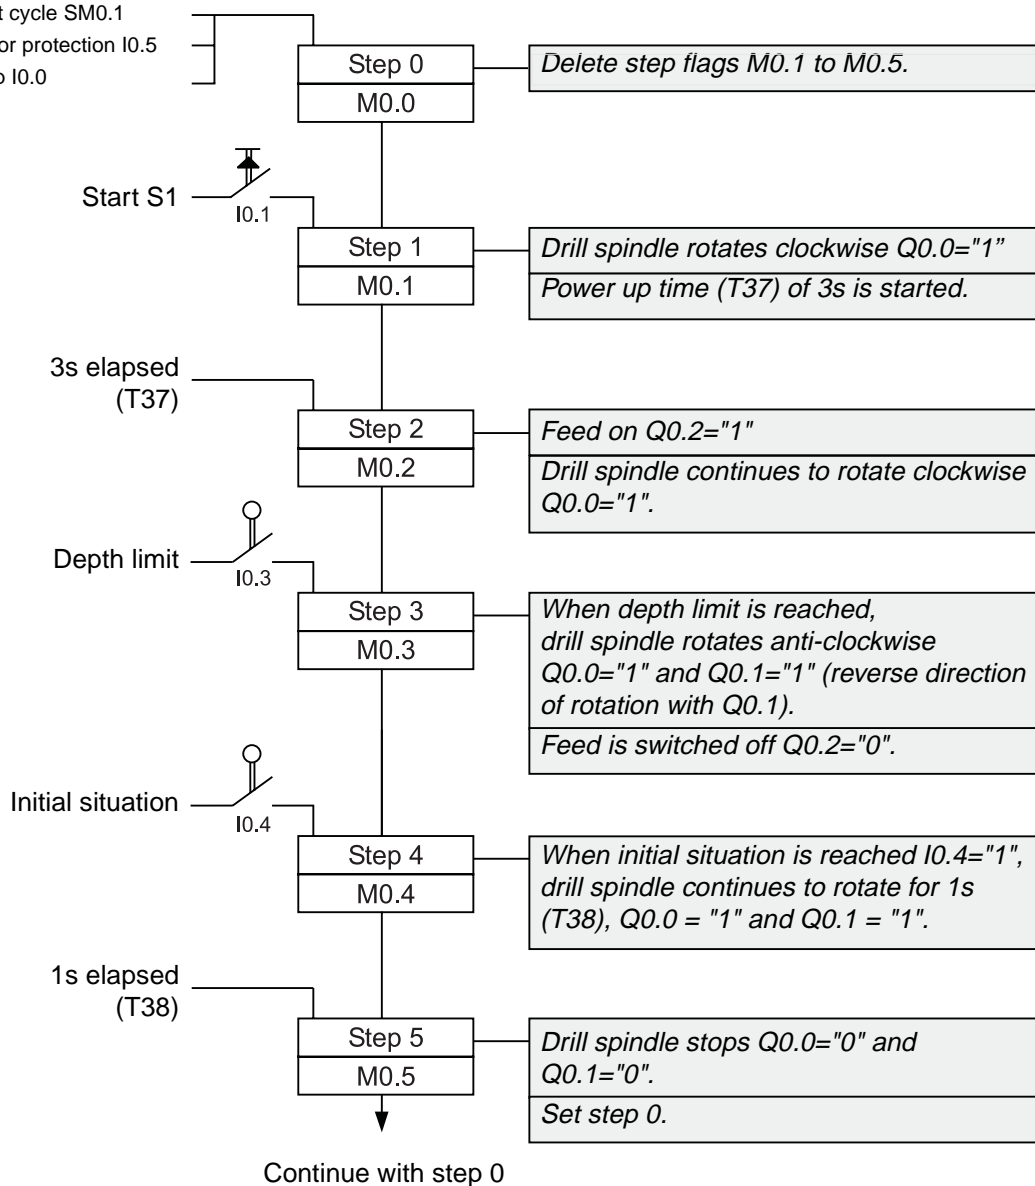 cycle SM0.1
protection I0.5
I0.0
Step 0
M0.0
Delete step flags M0.1 to M0.5.
Start S1
I0.1
Step 1
M0.1
Drill spindle rotates clockwise Q0.0="1”
Power up time (T37) of 3s is started.
3s elapsed
(T37)
Step 2
M0.2
Feed on Q0.2="1"
Drill spindle continues to rotate clockwise
Q0.0="1".
Depth limit
I0.3
Step 3
M0.3
When depth limit is reached,
drill spindle rotates anti-clockwise
Q0.0="1" and Q0.1="1" (reverse direction
of rotation with Q0.1).
Feed is switched off Q0.2="0".
Initial situation
I0.4
Step 4
M0.4
When initial situation is reached I0.4="1",
drill spindle continues to rotate for 1s
(T38), Q0.0 = "1" and Q0.1 = "1".
1s elapsed
(T38)
Step 5
M0.5
Drill spindle stops Q0.0="0" and
Q0.1="0".
Set step 0.
Continue with step 0